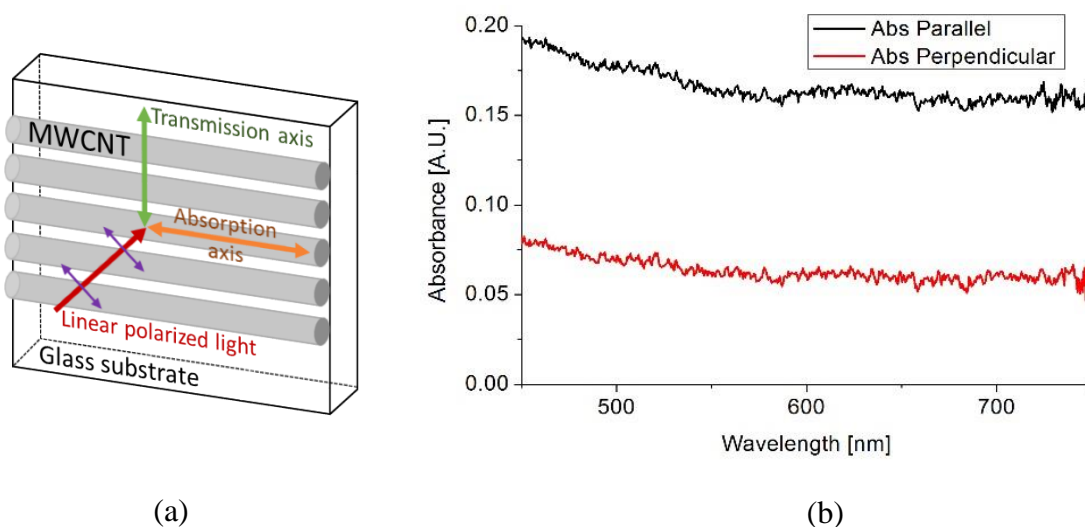 MWCNT
Transmission axis
Absorption
axis
Linear polarized light
Glass substrate
(a)
Abs Parallel
Abs Perpendicular
0.20
0.15
0.10
0.05
0.00
Absorbance [A.U.]
500
600
700
Wavelength [nm]
(b)